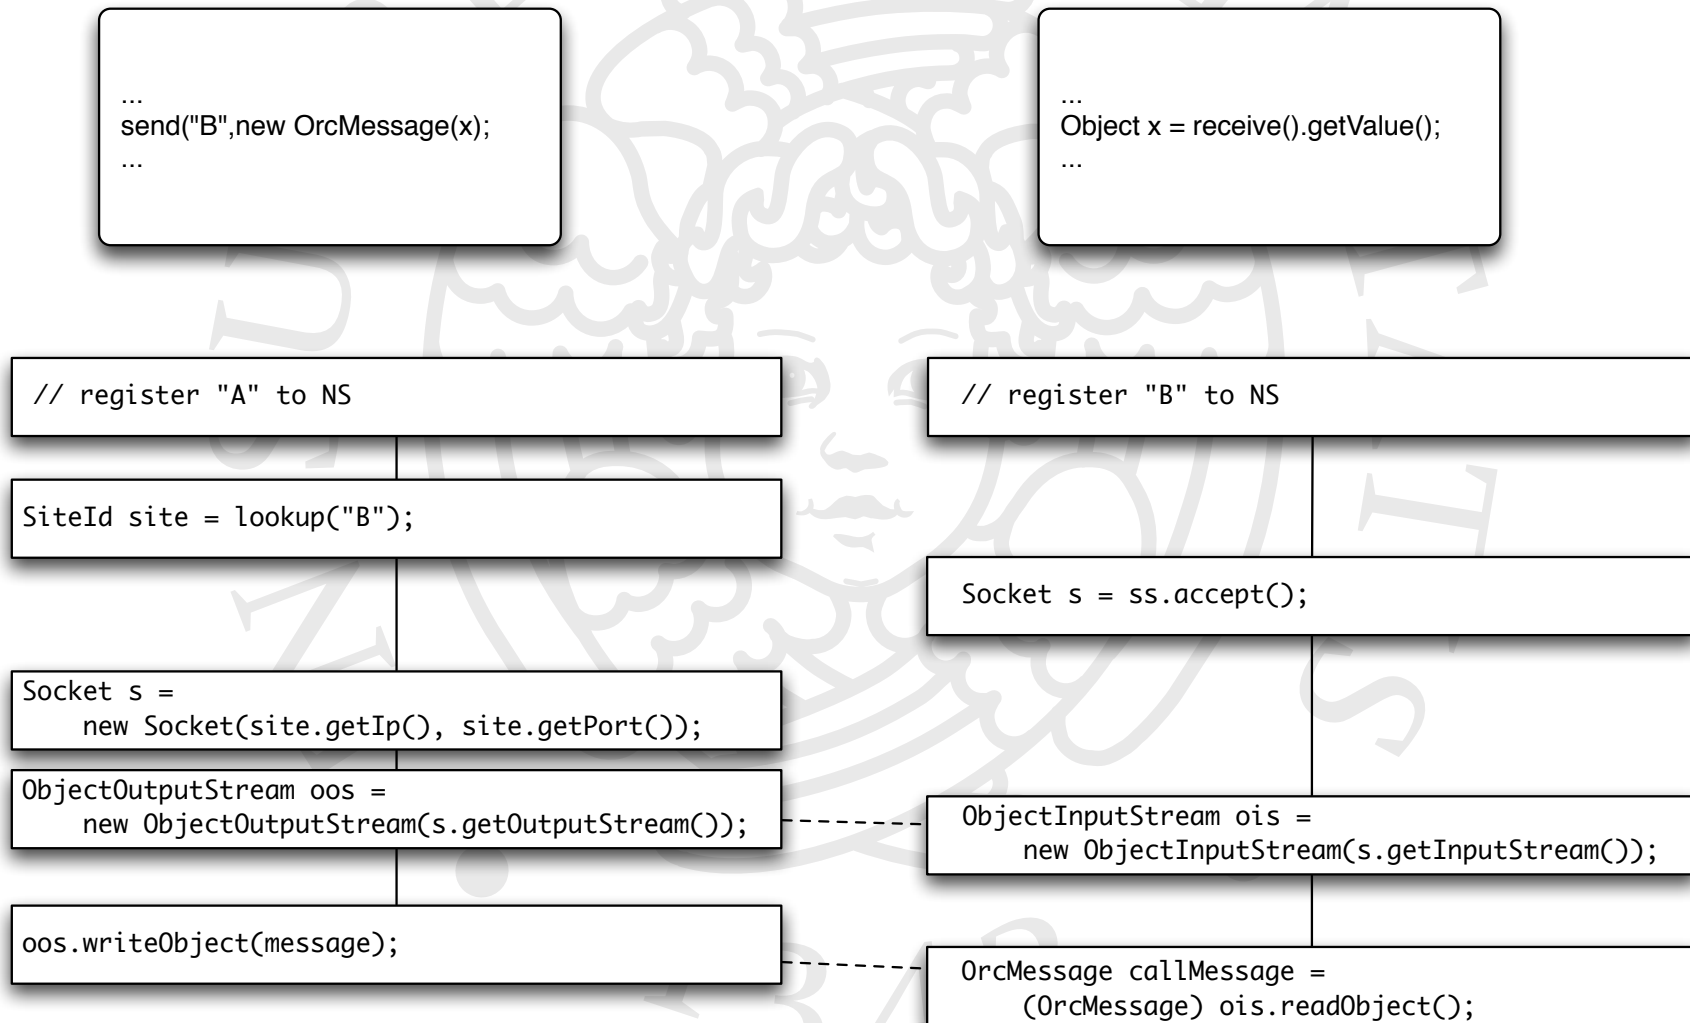 ...
send("B",new OrcMessage(x);
...
...
Object x = receive().getValue();
...
// register "A" to NS
SiteId site = lookup("B");
Socket s =
    new Socket(site.getIp(), site.getPort());
ObjectOutputStream oos =
    new ObjectOutputStream(s.getOutputStream());
oos.writeObject(message);
// register "B" to NS
Socket s = ss.accept();
ObjectInputStream ois =
    new ObjectInputStream(s.getInputStream());
OrcMessage callMessage =
    (OrcMessage) ois.readObject();